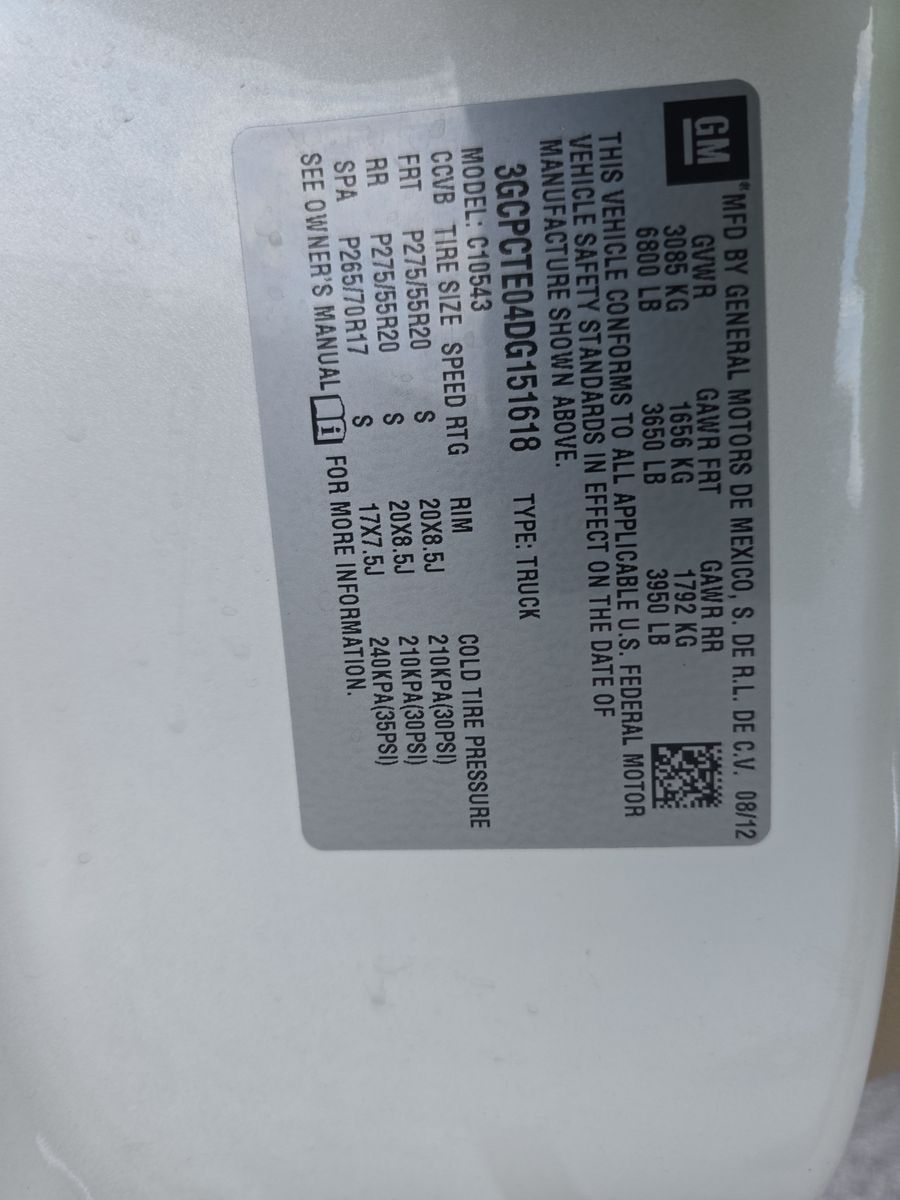 GM
® MFD BY GENERAL MOTORS DE MEXICO, S. DE R.L. DE C.V. 08/12
GVWR GAWR FRT GAWR RR
3085 KG 1656 KG 1792 KG
6800 LB 3650 LB 3950 LB
THIS VEHICLE CONFORMS TO ALL APPLICABLE U.S. FEDERAL MOTOR
VEHICLE SAFETY STANDARDS IN EFFECT ON THE DATE OF
MANUFACTURE SHOWN ABOVE.
3GCPCTE04DG151618 TYPE: TRUCK
MODEL: C10543
CCVB TIRE SIZE SPEED RTG RIM COLD TIRE PRESSURE
FRT P275/55R20 S 20X8.5J 210KPA(30PSI)
RR P275/55R20 S 20X8.5J 210KPA(30PSI)
SPA P265/70R17 S 17X7.5J 240KPA(35PSI)
SEE OWNER'S MANUAL i FOR MORE INFORMATION.